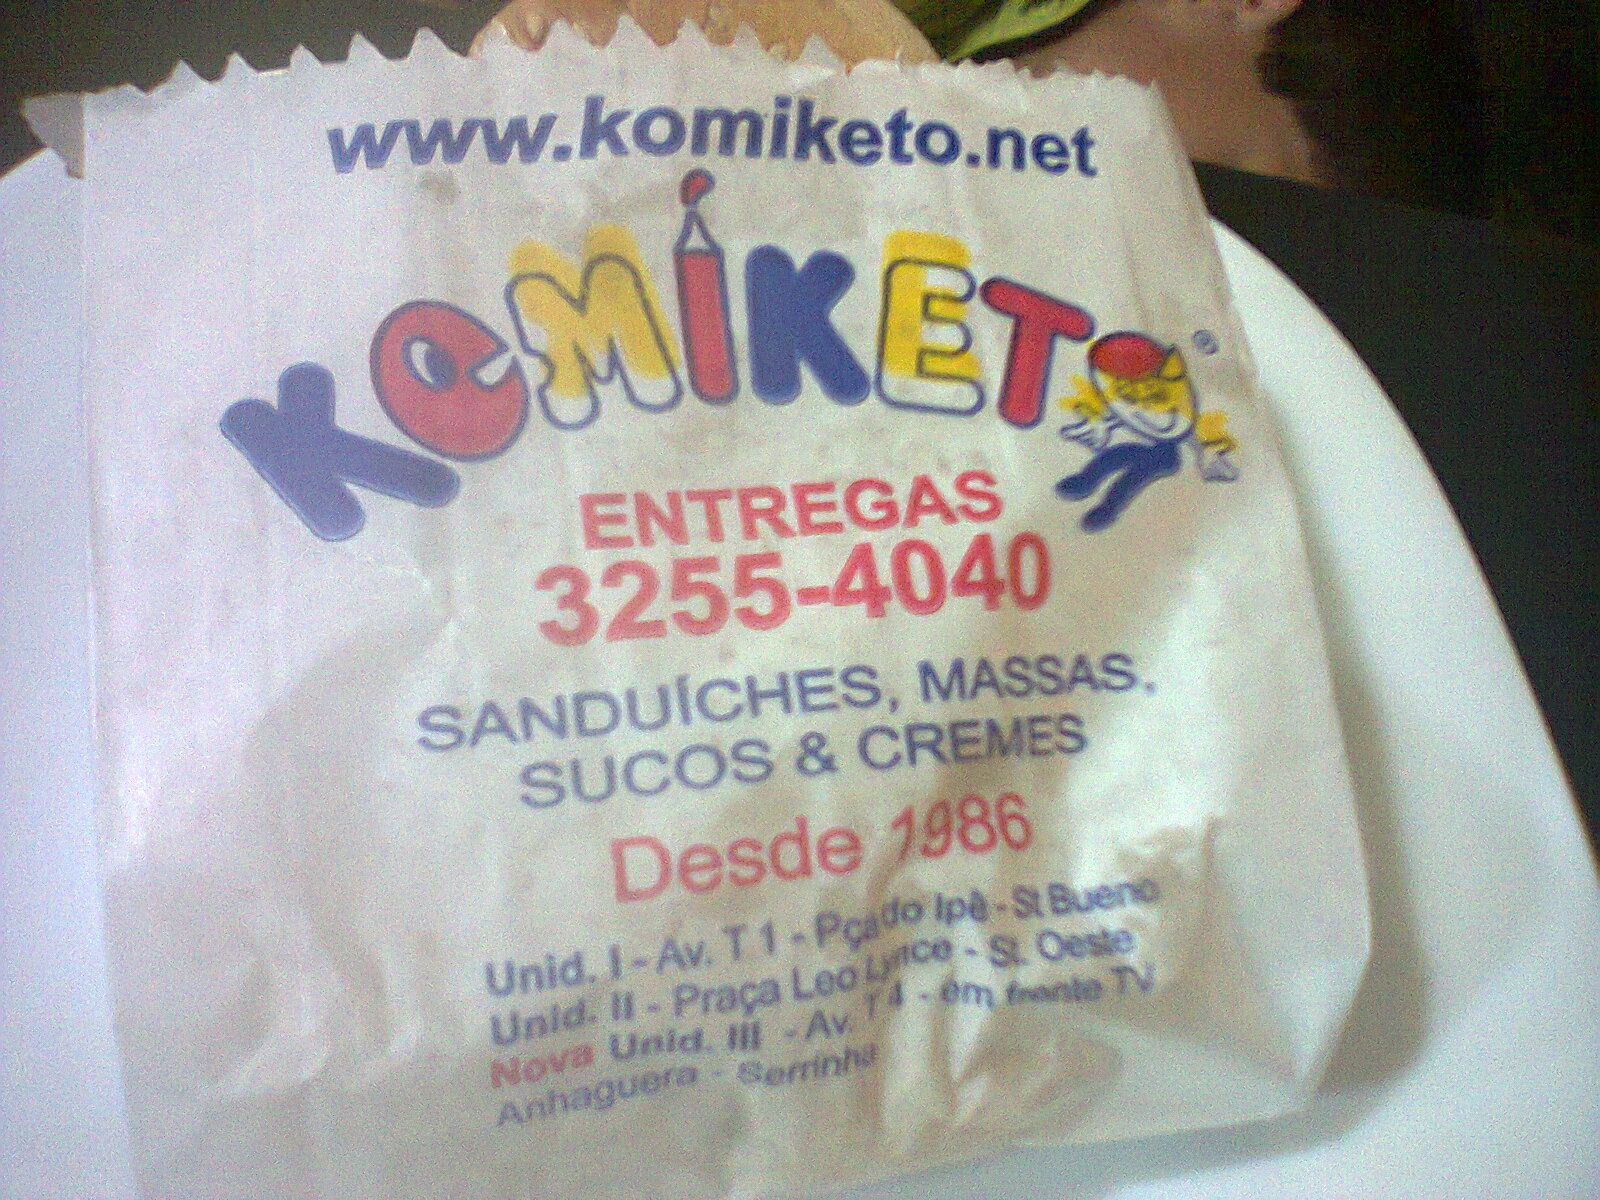 www.komiketo.net
KOMIKETO®
ENTREGAS
3255-4040
SANDUÍCHES, MASSAS,
SUCOS & CREMES
Desde 1986
Unid. I - Av. T 1 - Pça do Ipê - St Bueno
Unid. II - Praça Leo Lynce - St. Oeste
Nova Unid. III - Av. T 4 - em frente TV
Anhaguera - Serrinha